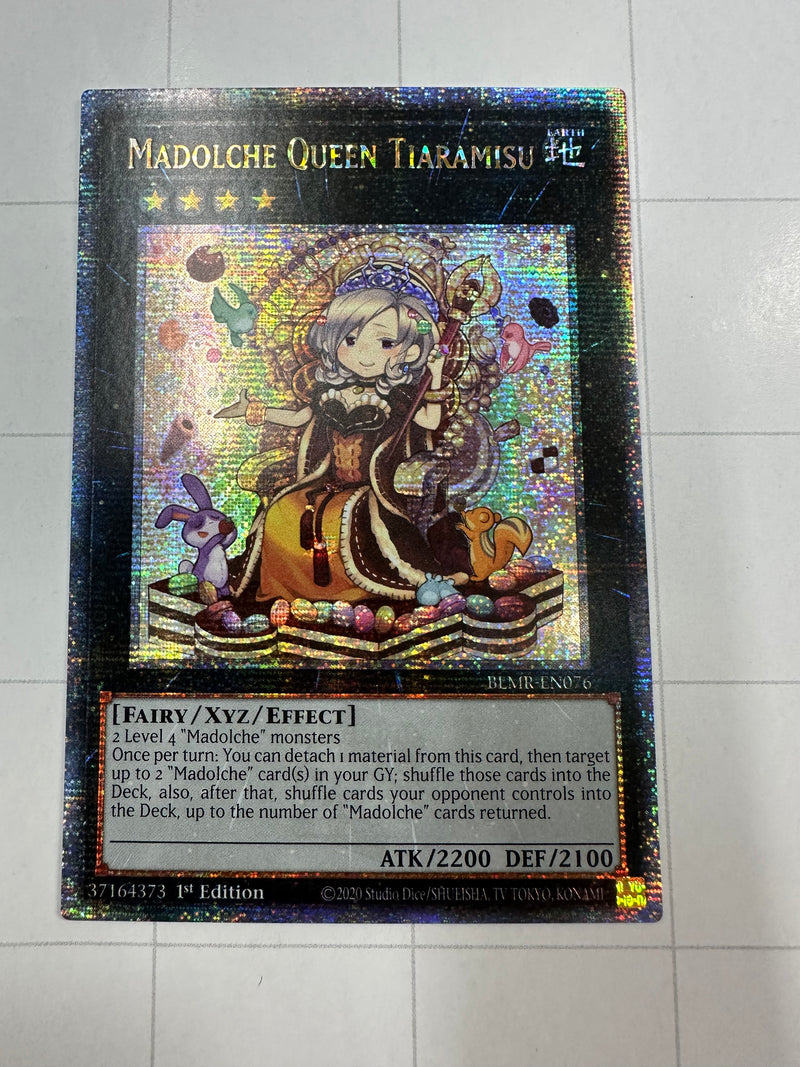 EARTH
MADOLCHE QUEEN TIARAMISU 地
BLMR-EN076
[FAIRY/XYZ/EFFECT]
2 Level 4 "Madolche" monsters
Once per turn: You can detach 1 material from this card, then target
up to 2 "Madolche" card(s) in your GY; shuffle those cards into the
Deck, also, after that, shuffle cards your opponent controls into
the Deck, up to the number of "Madolche" cards returned.
ATK/2200 DEF/2100
37164373 1st Edition ©2020 Studio Dice/SHUEISHA, TV TOKYO, KONAMI